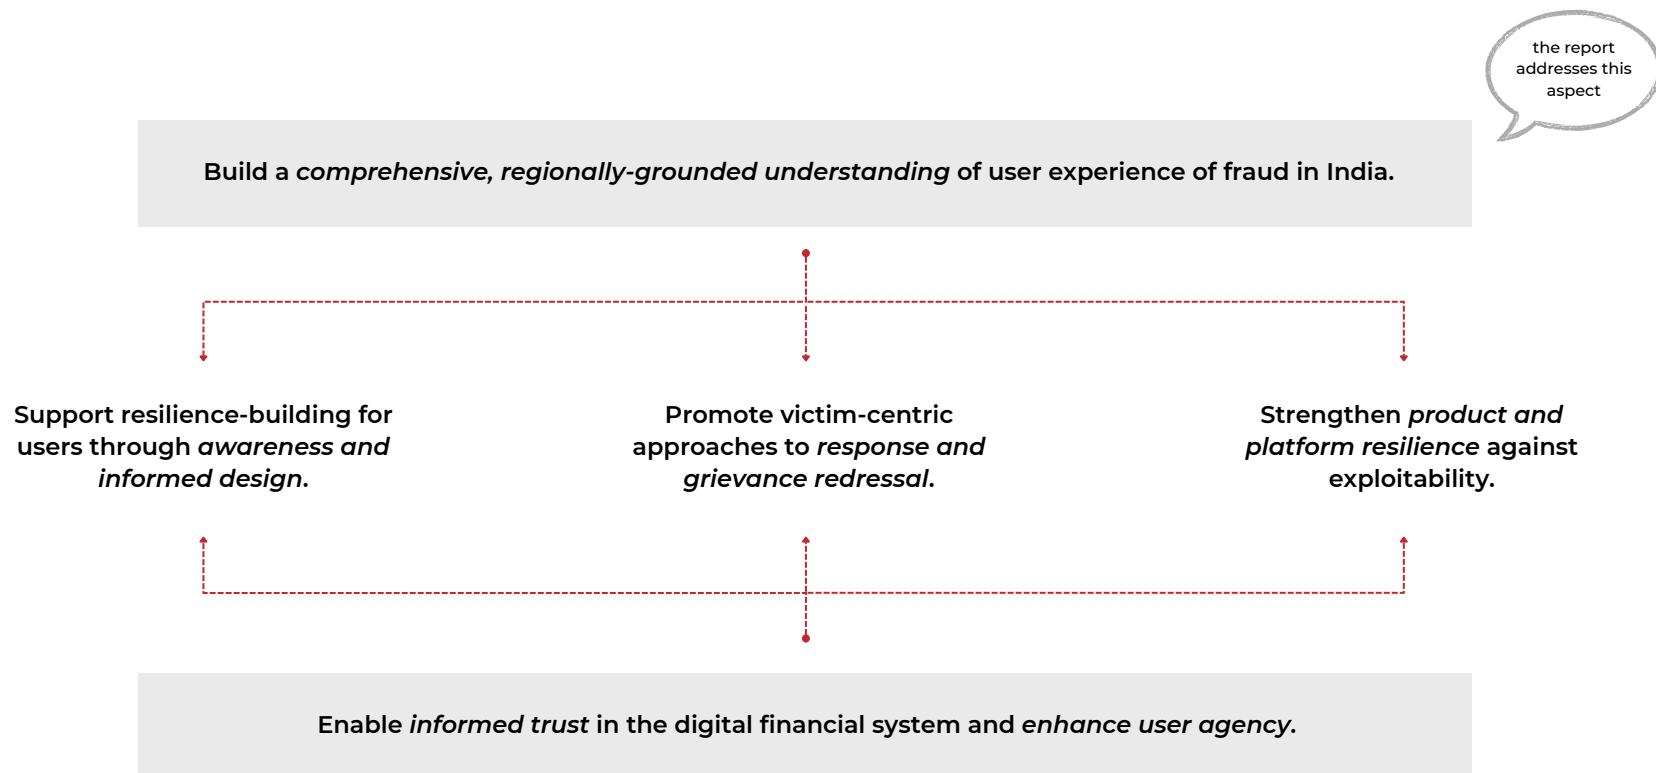 the report
addresses this
aspect
Build a comprehensive, regionally-grounded understanding of user experience of fraud in India.
Support resilience-building for
users through awareness and
informed design.
Promote victim-centric
approaches to response and
grievance redressal.
Strengthen product and
platform resilience against
exploitability.
Enable informed trust in the digital financial system and enhance user agency.